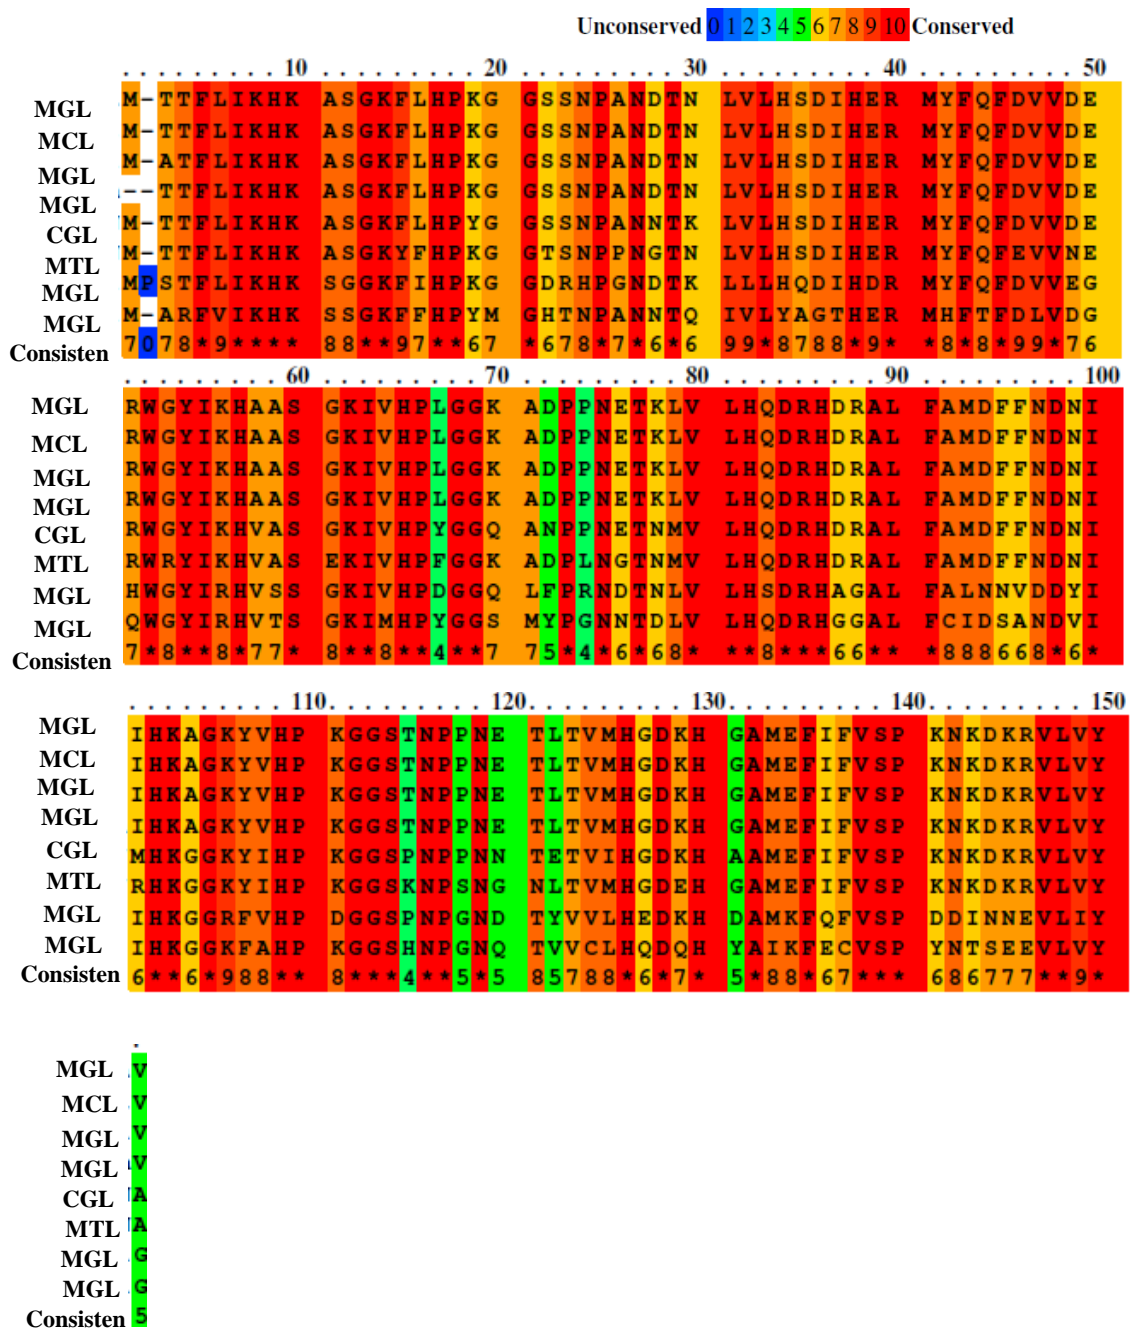 Unconserved 0 1 2 3 4 5 6 7 8 9 10 Conserved
. . . . . . . . . 10 . . . . . . . . . 20 . . . . . . . . . 30 . . . . . . . . . 40 . . . . . . . . . 50
MGL M-TTFLIKHK ASGKFLHPKG GSSNPANDTN LVLHSDIHER MYFQFDVVDE
MCL M-TTFLIKHK ASGKFLHPKG GSSNPANDTN LVLHSDIHER MYFQFDVVDE
MGL M-ATFLIKHK ASGKFLHPKG GSSNPANDTN LVLHSDIHER MYFQFDVVDE
MGL --TTFLIKHK ASGKFLHPKG GSSNPANDTN LVLHSDIHER MYFQFDVVDE
CGL M-TTFLIKHK ASGKFLHPYG GSSNPANNTK LVLHSDIHER MYFQFDVVDE
MTL M-TTFLIKHK ASGKYFHPKG GTSNPPNGTN LVLHSDIHER MYFQFEVVNE
MGL MPSTFLIKHK SGGKFIHPKG GDRHPGNDTK LLLHQDIHDR MYFQFDVVEG
MGL M-ARFVIKHK SSGKFFHPYM GHTNPANNTQ IVLYAGTHER MHFTFDLVDG
Consisten 7078*9**** 88**97**67 *678*7*6*6 99*8788*9* *8*8*99*76
. . . . . . . . . 60 . . . . . . . . . 70 . . . . . . . . . 80 . . . . . . . . . 90 . . . . . . . . . 100
MGL RWGYIKHAAS GKIVHPLGGK ADPPNETKLV LHQDRHDRAL FAMDFFNDNI
MCL RWGYIKHAAS GKIVHPLGGK ADPPNETKLV LHQDRHDRAL FAMDFFNDNI
MGL RWGYIKHAAS GKIVHPLGGK ADPPNETKLV LHQDRHDRAL FAMDFFNDNI
MGL RWGYIKHAAS GKIVHPLGGK ADPPNETKLV LHQDRHDRAL FAMDFFNDNI
CGL RWGYIKHVAS GKIVHPYGGQ ANPPNETNMV LHQDRHDRAL FAMDFFNDNI
MTL RWRYIKHVAS EKIVHPFGGK ADPLNGTNMV LHQDRHDRAL FAMDFFNDNI
MGL HWGYIRHVSS GKIVHPDGGQ LFPRNDTNLV LHSDRHAGAL FALNNVDDYI
MGL QWGYIRHVTS GKIMHPYGGS MYPGNNTDLV LHQDRHGGAL FCIDSANDVI
Consisten 7*8**8*77* 8**8**4**7 75*4*6*68* **8***66** *888668*6*
. . . . . . . . . 110 . . . . . . . . . 120 . . . . . . . . . 130 . . . . . . . . . 140 . . . . . . . . . 150
MGL IHKAGKYVHP KGGSTNPPNE TLTVMHGDKH GAMEFIFVSP KNKDKRVLVY
MCL IHKAGKYVHP KGGSTNPPNE TLTVMHGDKH GAMEFIFVSP KNKDKRVLVY
MGL IHKAGKYVHP KGGSTNPPNE TLTVMHGDKH GAMEFIFVSP KNKDKRVLVY
MGL IHKAGKYVHP KGGSTNPPNE TLTVMHGDKH GAMEFIFVSP KNKDKRVLVY
CGL MHKGGKYIHP KGGSPNPPNN TETVIHGDKH AAMEFIFVSP KNKDKRVLVY
MTL RHKGGKYIHP KGGSKNPSNG NLTVMHGDEH GAMEFIFVSP KNKDKRVLVY
MGL IHKGGRFVHP DGGSPNPGND TYVVLHEDKH DAMKFQFVSP DDINNEVLIY
MGL IHKGGKFAHP KGGSHNPGNQ TVVCLHQDQH YAIKFECVSP YNTSEEVLVY
Consisten 6**6*988** 8***4**5*5 85788*6*7* 5*88*67*** 686777**9*
.
MGL V
MCL V
MGL V
MGL V
CGL A
MTL A
MGL G
MGL G
Consisten 5